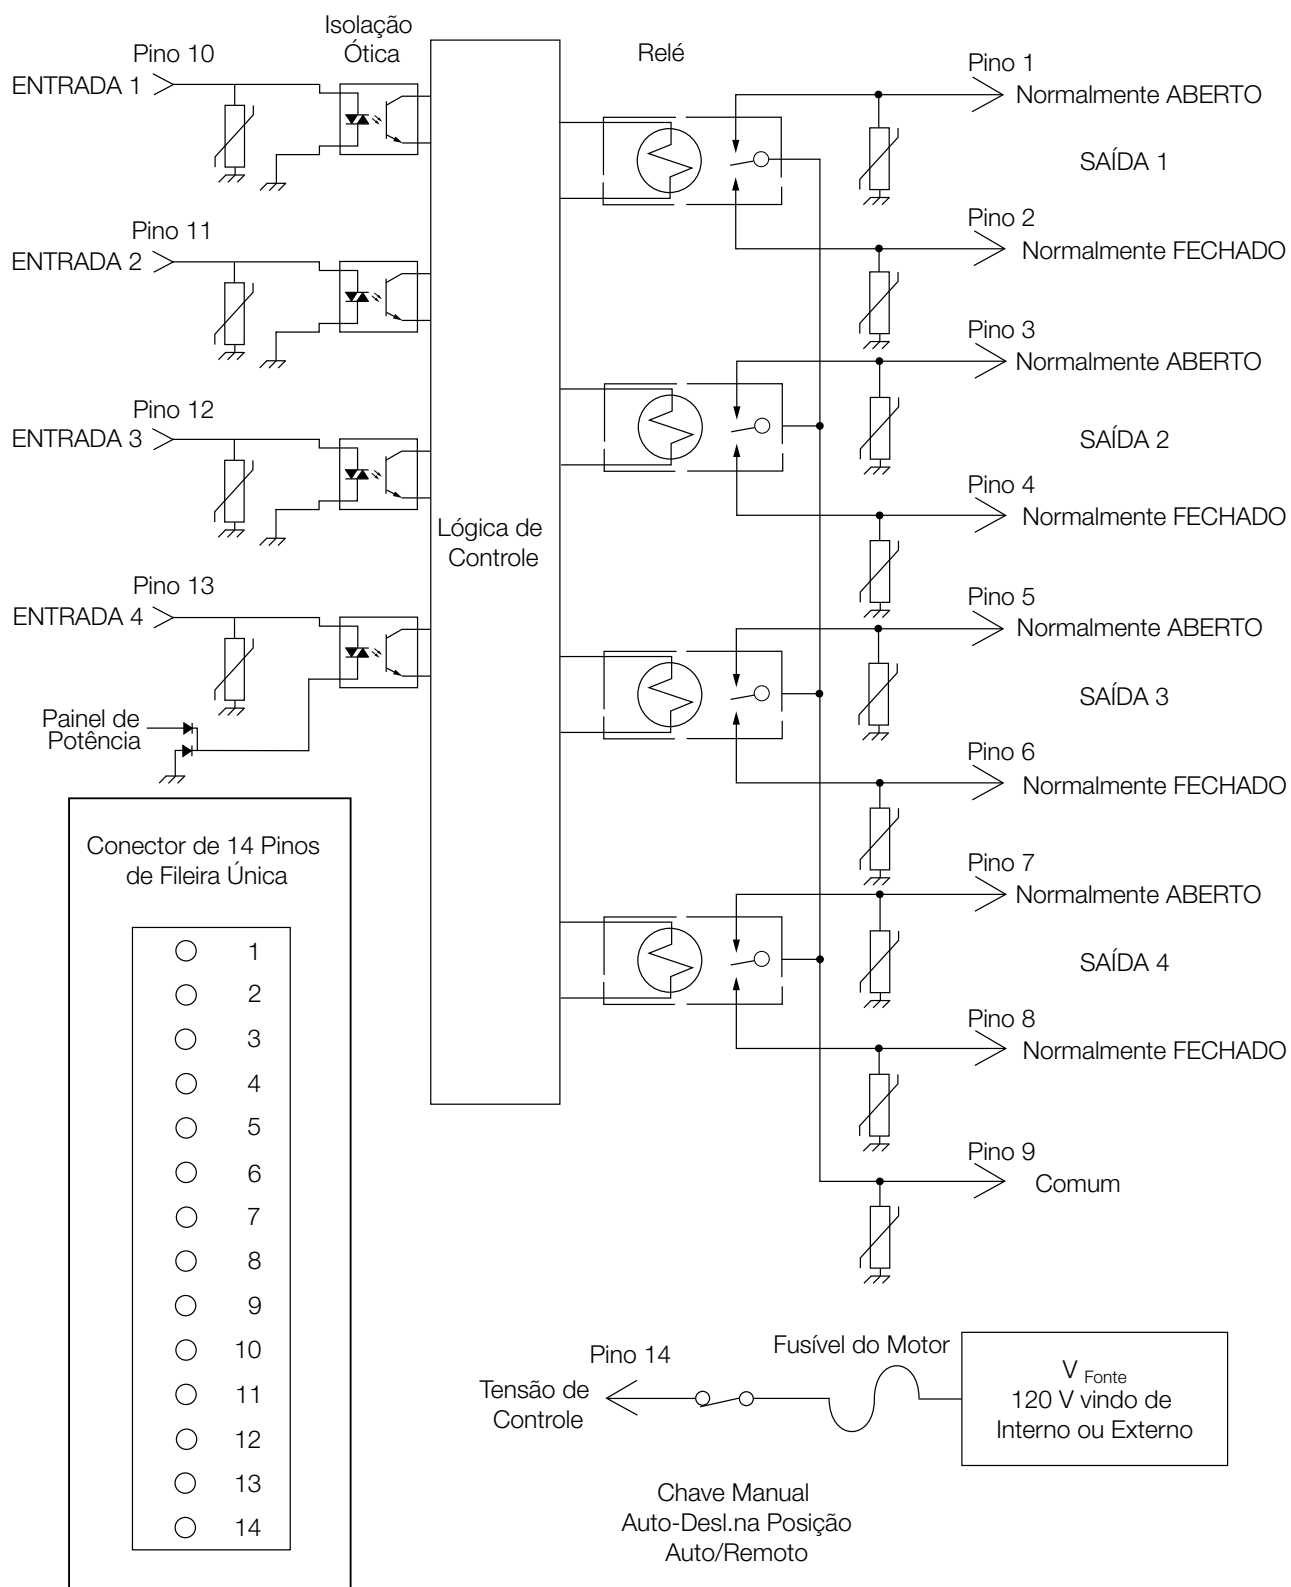 Isolação
Ótica
Relé
Pino 10
ENTRADA 1
Pino 11
ENTRADA 2
Pino 12
ENTRADA 3
Pino 13
ENTRADA 4
Painel de
Potência
Lógica de
Controle
Pino 1
Normalmente ABERTO
SAÍDA 1
Pino 2
Normalmente FECHADO
Pino 3
Normalmente ABERTO
SAÍDA 2
Pino 4
Normalmente FECHADO
Pino 5
Normalmente ABERTO
SAÍDA 3
Pino 6
Normalmente FECHADO
Pino 7
Normalmente ABERTO
SAÍDA 4
Pino 8
Normalmente FECHADO
Pino 9
Comum
Conector de 14 Pinos
de Fileira Única
1
2
3
4
5
6
7
8
9
10
11
12
13
14
Pino 14
Tensão de
Controle
Fusível do Motor
V Fonte
120 V vindo de
Interno ou Externo
Chave Manual
Auto-Desl.na Posição
Auto/Remoto